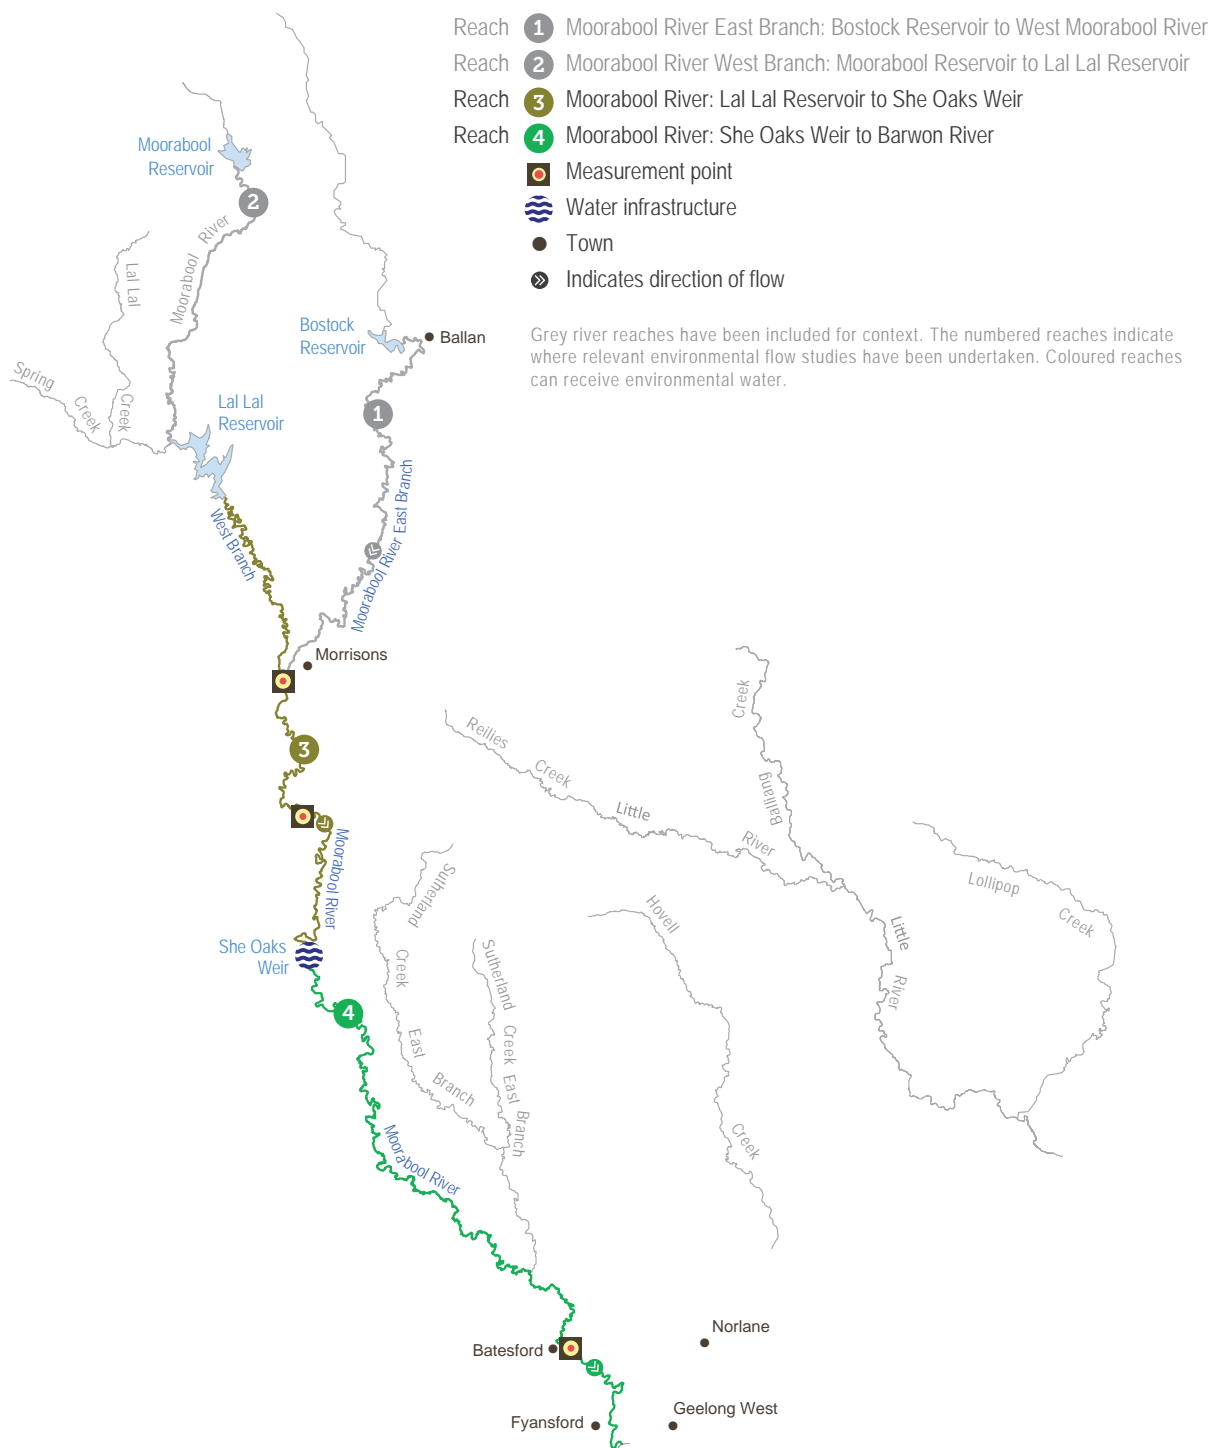 Reach 1 Moorabool River East Branch: Bostock Reservoir to West Moorabool River
Reach 2 Moorabool River West Branch: Moorabool Reservoir to Lal Lal Reservoir
Reach 3 Moorabool River: Lal Lal Reservoir to She Oaks Weir
Reach 4 Moorabool River: She Oaks Weir to Barwon River
Measurement point
Water infrastructure
Town
Indicates direction of flow
Grey river reaches have been included for context. The numbered reaches indicate
where relevant environmental flow studies have been undertaken. Coloured reaches
can receive environmental water.
Moorabool
Reservoir
2
Moorabool River
Lal Lal
Creek
Spring
Creek
Bostock
Reservoir
Ballan
Lal Lal
Reservoir
1
West Branch
Moorabool River East Branch
Morrisons
3
Moorabool River
She Oaks
Weir
4
Moorabool River
Reilies
Creek
Little
River
Balliang
Creek
Little
River
Lollipop
Creek
Hovell
Creek
Sutherland
Creek
East
Branch
Sutherland
Creek East Branch
Batesford
Norlane
Fyansford
Geelong West